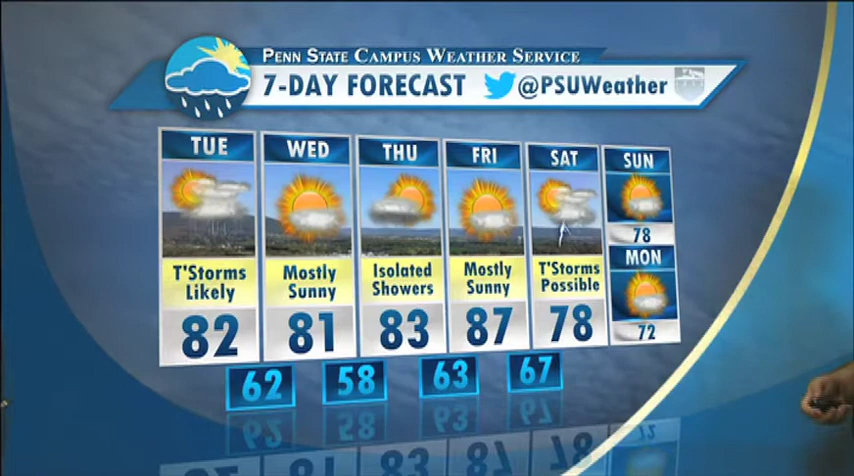 PENN STATE CAMPUS WEATHER SERVICE
7-DAY FORECAST @PSUWeather
TUE
T'Storms
Likely
82
WED
Mostly
Sunny
81
THU
Isolated
Showers
83
FRI
Mostly
Sunny
87
SAT
T'Storms
Possible
78
SUN
78
MON
72
62 58 63 67